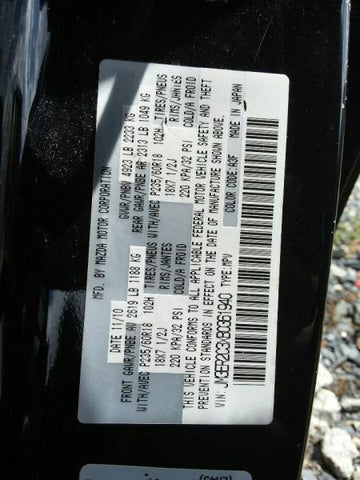 MFD. BY MAZDA MOTOR CORPORATION
DATE 11/10 GVWR/PNBV 4923 LB 2233 KG
FRONT GAWR/PNBE AV 2619 LB 1188 KG REAR GAWR/PNBE AR 2313 LB 1049 KG
WITH/AVEC P235/60R18 102H TIRES/PNEUS WITH/AVEC P235/60R18 102H TIRES/PNEUS
18X7 1/2J RIMS/JANTES 18X7 1/2J RIMS/JANTES
220 KPA/32 PSI COLD/A FROID 220 KPA/32 PSI COLD/A FROID
THIS VEHICLE CONFORMS TO ALL APPLICABLE FEDERAL MOTOR VEHICLE SAFETY AND THEFT
PREVENTION STANDARDS IN EFFECT ON THE DATE OF MANUFACTURE SHOWN ABOVE.
VIN: TYPE: MPV COLOR CODE: MADE IN JAPAN